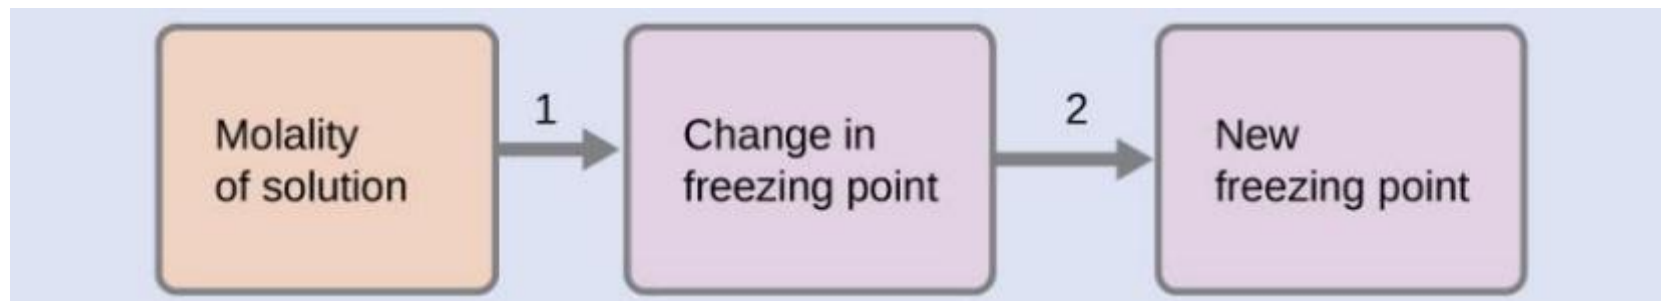 Molality
of solution
1
Change in
freezing point
2
New
freezing point